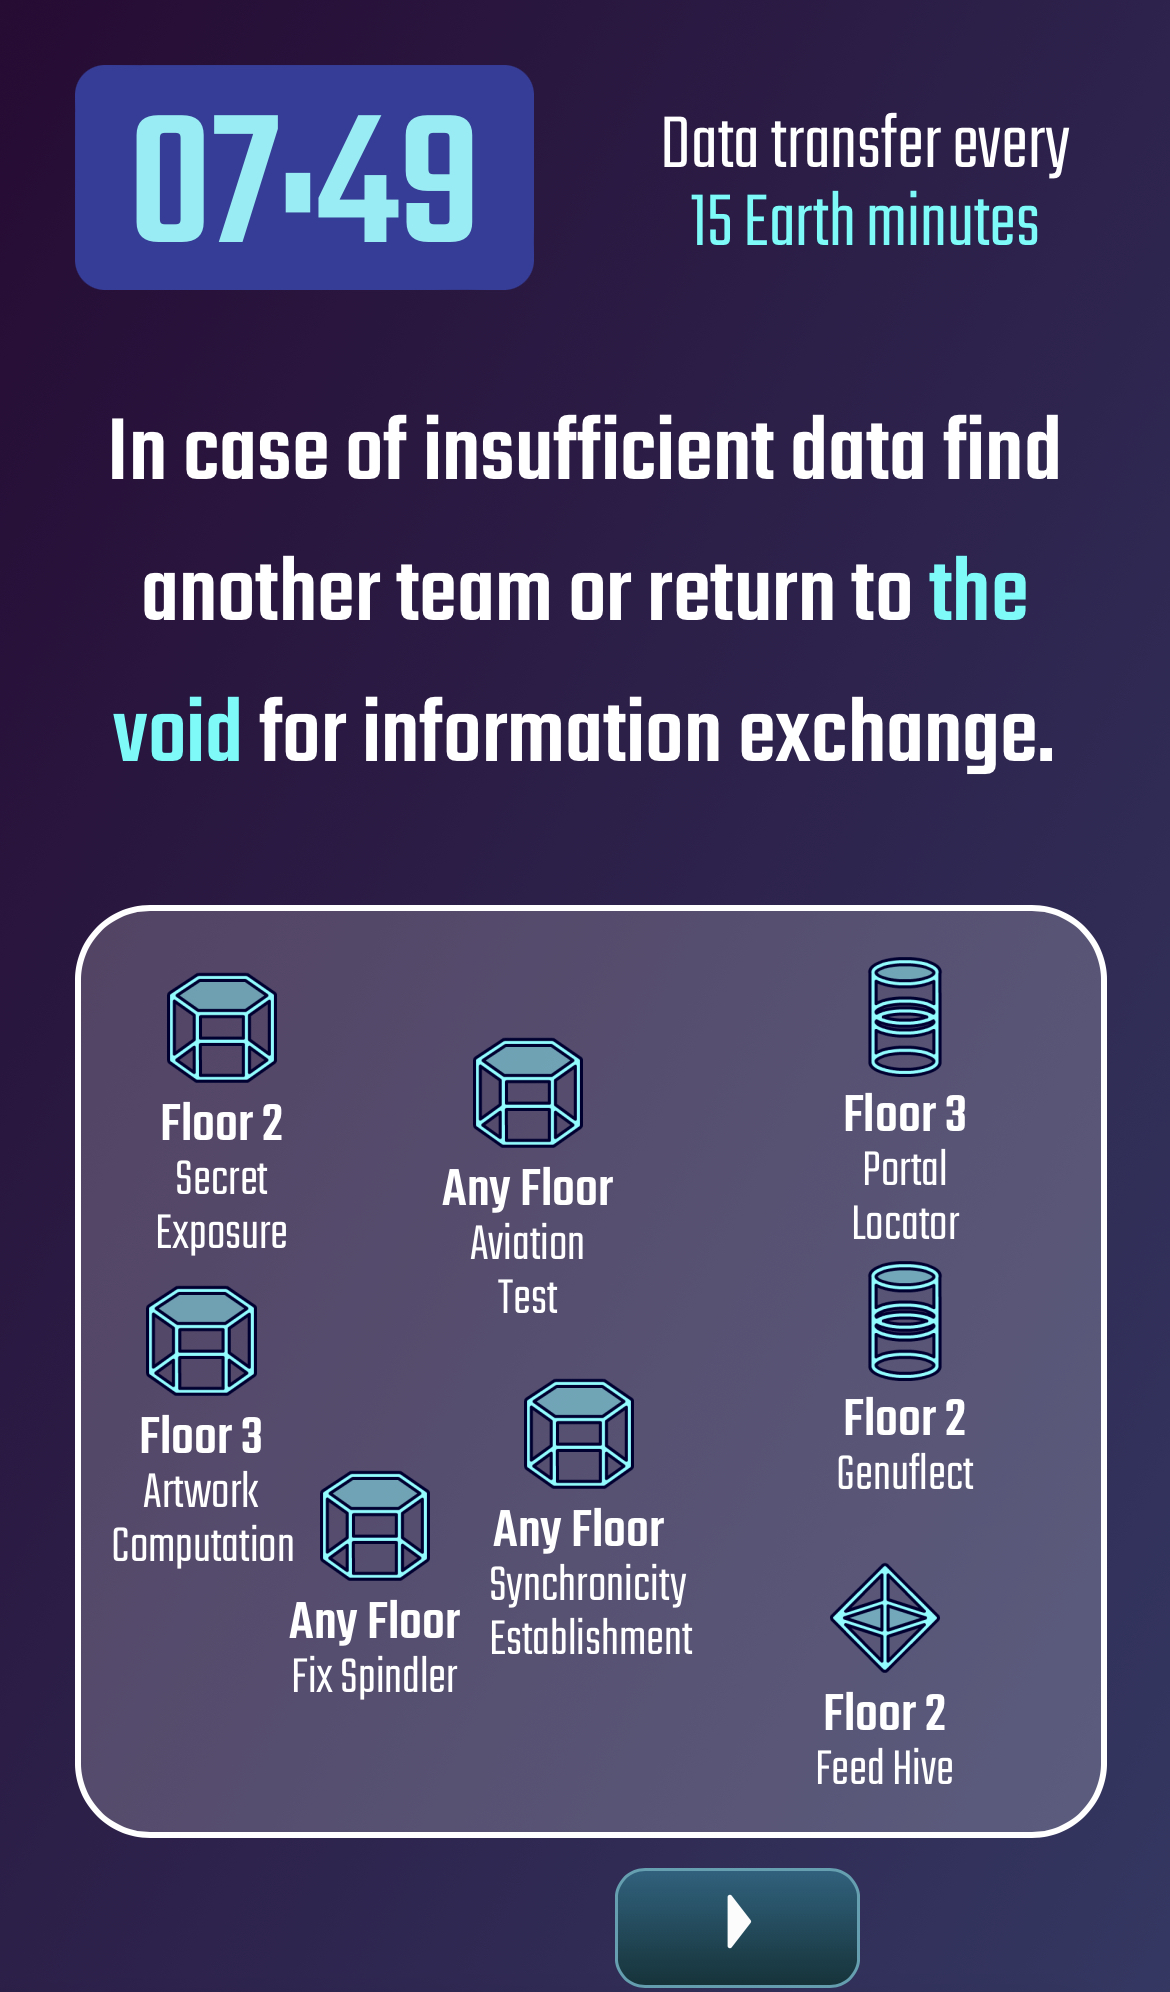 07:49
Data transfer every
15 Earth minutes
In case of insufficient data find
another team or return to the
void for information exchange.
Floor 2
Secret
Exposure
Any Floor
Aviation
Test
Floor 3
Portal
Locator
Floor 3
Artwork
Computation
Any Floor
Fix Spindler
Any Floor
Synchronicity
Establishment
Floor 2
Genuflect
Floor 2
Feed Hive